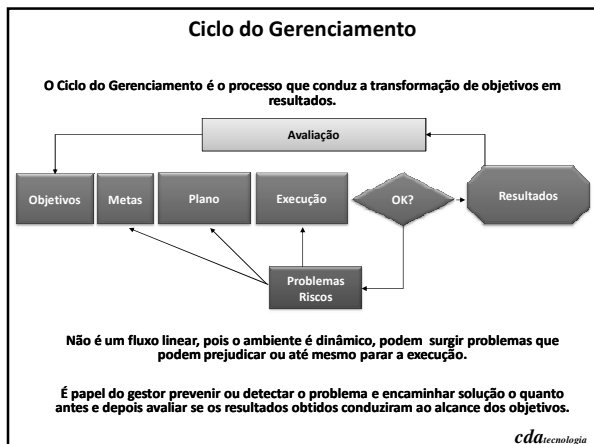 Ciclo do Gerenciamento
O Ciclo do Gerenciamento é o processo que conduz a transformação de objetivos em
resultados.
Avaliação
Objetivos
Metas
Plano
Execução
OK?
Resultados
Problemas
Riscos
Não é um fluxo linear, pois o ambiente é dinâmico, podem surgir problemas que
podem prejudicar ou até mesmo parar a execução.
É papel do gestor prevenir ou detectar o problema e encaminhar solução o quanto
antes e depois avaliar se os resultados obtidos conduziram ao alcance dos objetivos.
cda tecnologia